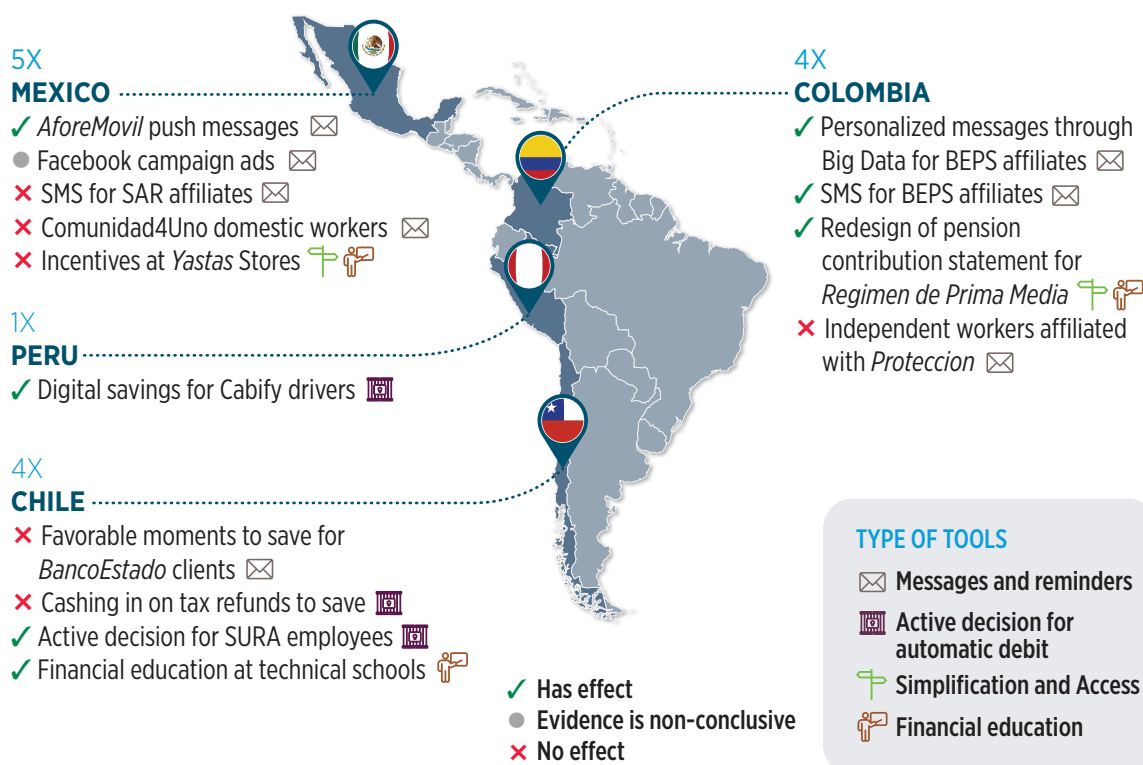 5X
MEXICO
AforeMovil push messages
Facebook campaign ads
SMS for SAR affiliates
Comunidad4Uno domestic workers
Incentives at Yastas Stores
1X
PERU
Digital savings for Cabify drivers
4X
CHILE
Favorable moments to save for
BancoEstado clients
Cashing in on tax refunds to save
Active decision for SURA employees
Financial education at technical schools
4X
COLOMBIA
Personalized messages through
Big Data for BEPS affiliates
SMS for BEPS affiliates
Redesign of pension
contribution statement for
Regimen de Prima Media
Independent workers affiliated
with Proteccion
Has effect
Evidence is non-conclusive
No effect
TYPE OF TOOLS
Messages and reminders
Active decision for
automatic debit
Simplification and Access
Financial education